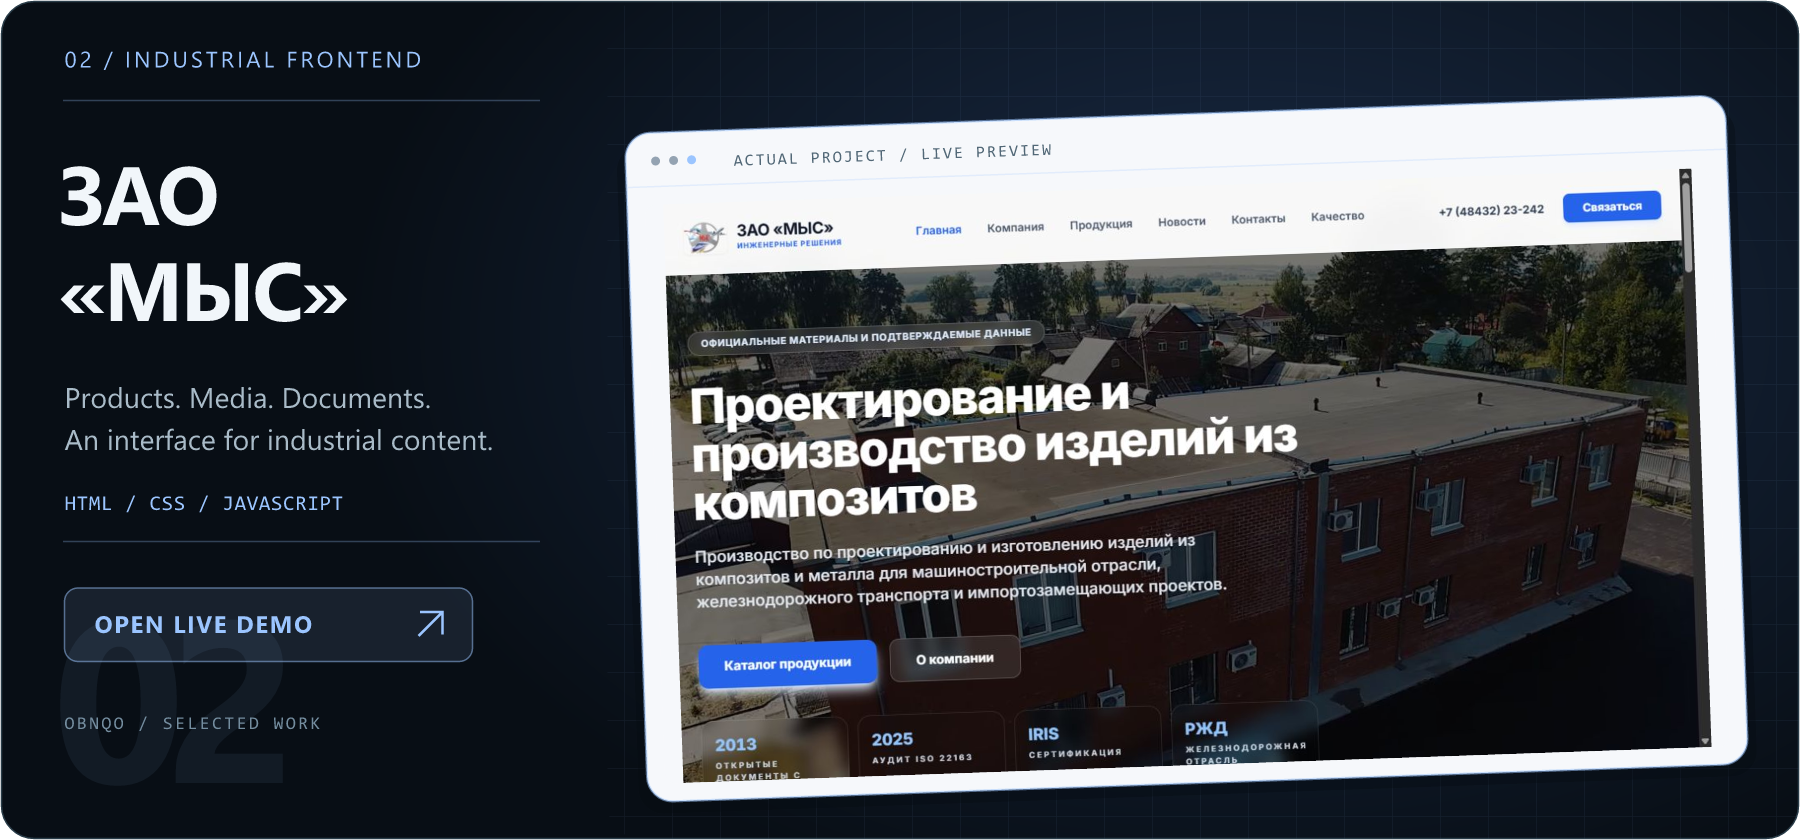 02 / INDUSTRIAL FRONTEND
ЗАО
«МЫС»
Products. Media. Documents.
An interface for industrial content.
HTML / CSS / JAVASCRIPT
OPEN LIVE DEMO
02
OBNQO / SELECTED WORK
ACTUAL PROJECT / LIVE PREVIEW
ЗАО «МЫС»
ИНЖЕНЕРНЫЕ РЕШЕНИЯ
Главная
Компания
Продукция
Новости
Контакты
Качество
+7 (48432) 23-242
Связаться
ОФИЦИАЛЬНЫЕ МАТЕРИАЛЫ И ПОДТВЕРЖДАЕМЫЕ ДАННЫЕ
Проектирование и
производство изделий из
композитов
Производство по проектированию и изготовлению изделий из
композитов и металла для машиностроительной отрасли,
железнодорожного транспорта и импортозамещающих проектов.
Каталог продукции
О компании
2013
ОТКРЫТЫЕ
ДОКУМЕНТЫ С
2025
АУДИТ ISO 22163
IRIS
СЕРТИФИКАЦИЯ
РЖД
ЖЕЛЕЗНОДОРОЖНАЯ
ОТРАСЛЬ